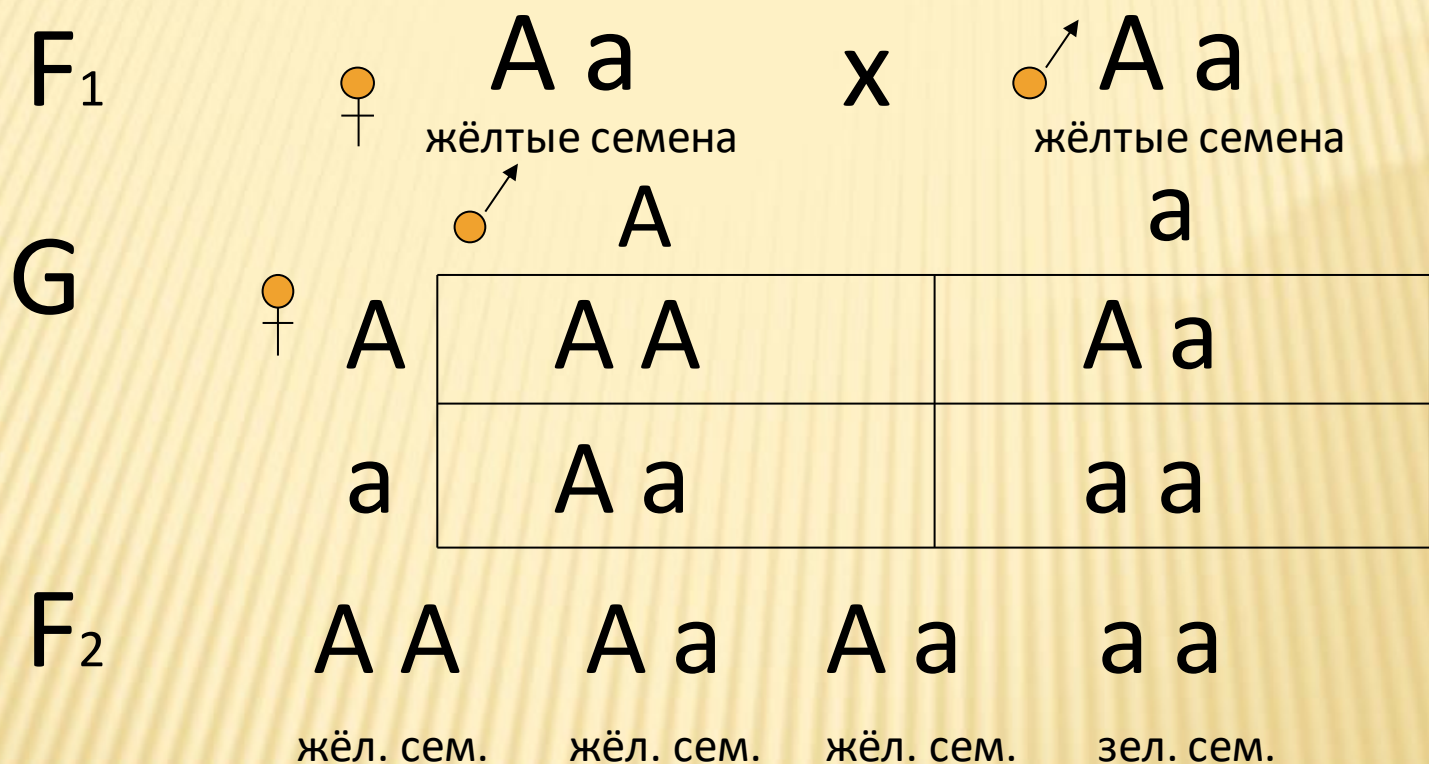 F₁ А а х А а
жёлтые семена жёлтые семена
А а
G
А А А А а
а А а а а
F₂ А А А а А а а а
жёл. сем. жёл. сем. жёл. сем. зел. сем.